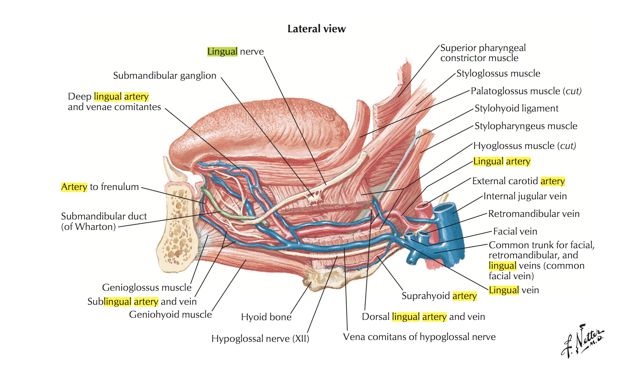 Lateral view
Lingual nerve
Submandibular ganglion
Deep lingual artery
and venae comitantes
Artery to frenulum
Submandibular duct
(of Wharton)
Genioglossus muscle
Sublingual artery and vein
Geniohyoid muscle
Hyoid bone
Hypoglossal nerve (XII)
Superior pharyngeal
constrictor muscle
Styloglossus muscle
Palatoglossus muscle (cut)
Stylohyoid ligament
Stylopharyngeus muscle
Hyoglossus muscle (cut)
Lingual artery
External carotid artery
Internal jugular vein
Retromandibular vein
Facial vein
Common trunk for facial,
retromandibular, and
lingual veins (common
facial vein)
Lingual vein
Suprahyoid artery
Dorsal lingual artery and vein
Vena comitans of hypoglossal nerve
F. Netter
M.D.